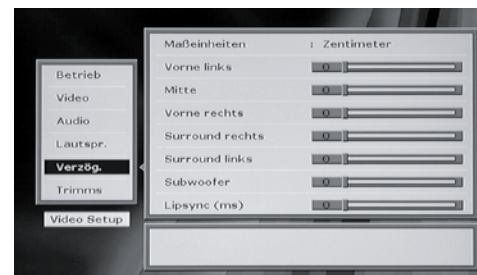 Betrieb
Video
Audio
Lautspr.
Verzög.
Trimms
Video Setup
Maßeinheiten : Zentimeter
Vorne links 0
Mitte 0
Vorne rechts 0
Surround rechts 0
Surround links 0
Subwoofer 0
Lipsync (ms) 0